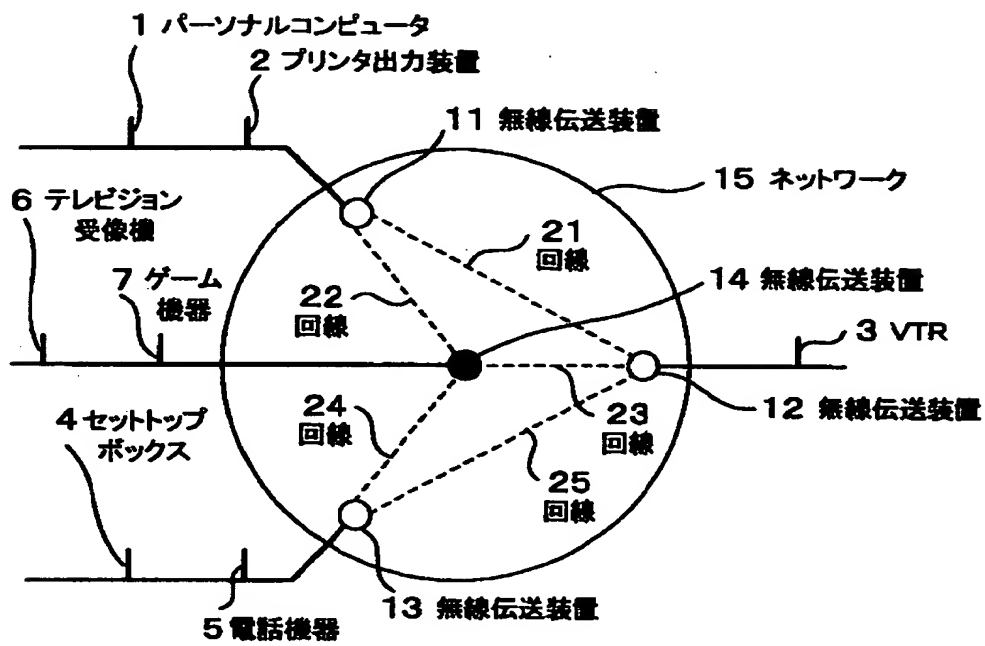 1 パーソナルコンピュータ
2 プリンタ出力装置
11 無線伝送装置
15 ネットワーク
6 テレビジョン
受像機
21
回線
7 ゲーム
機器
22
回線
14 無線伝送装置
3 VTR
4 セットトップ
ボックス
24
回線
23
回線
12 無線伝送装置
25
回線
13 無線伝送装置
5 電話機器